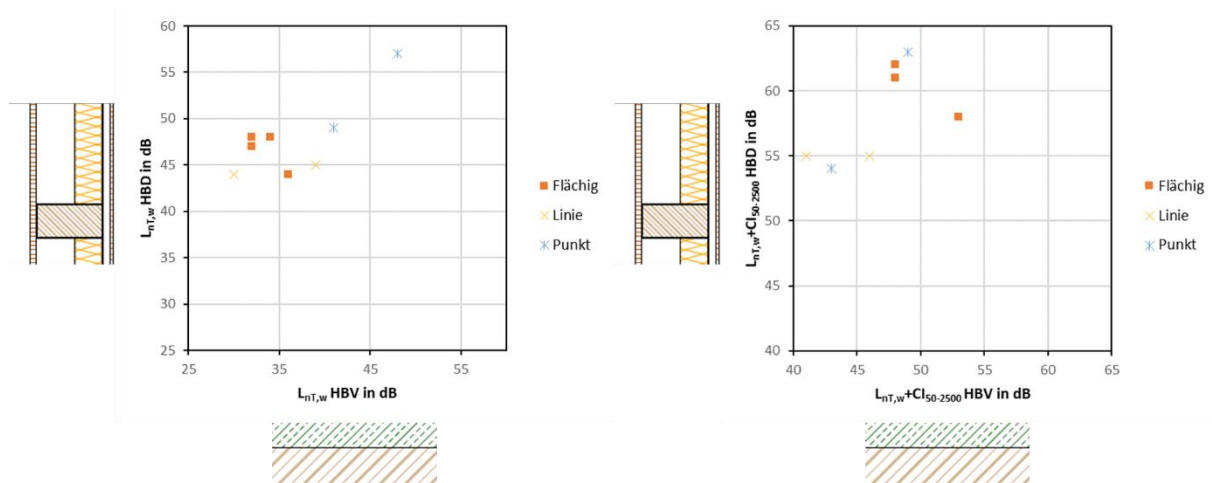 60
55
50
45
40
35
30
25
25
35
45
55
L_nT,w HBD in dB
L_nT,w HBV in dB
Flächig
Linie
Punkt
65
60
55
50
45
40
40
45
50
55
60
65
L_nT,w+CI_50-2500 HBD in dB
L_nT,w+CI_50-2500 HBV in dB
Flächig
Linie
Punkt